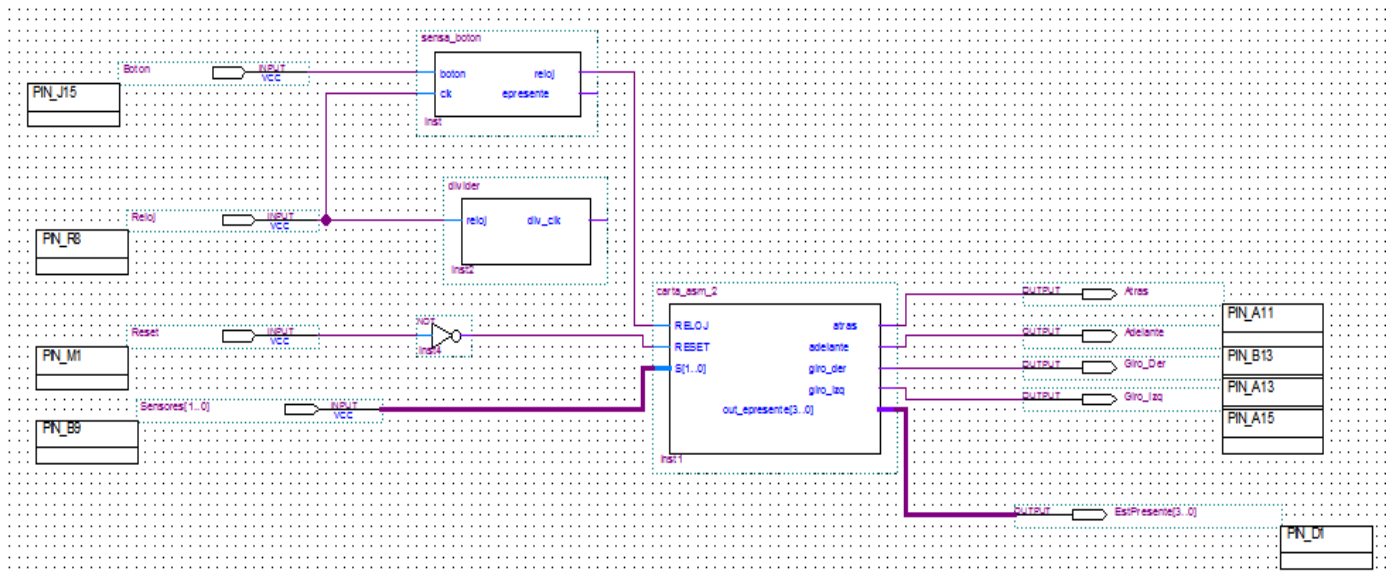 sensa_boton
Boton
INPUT
VCC
boton
reloj
clk
epresente
inst
PIN_J15
divider
reloj
div_clk
inst2
Reloj
INPUT
VCC
PIN_R8
carta_asm_2
RELOJ
RESET
S[1..0]
atras
adelante
giro_der
giro_izq
out_epresente[3..0]
inst1
Reset
INPUT
VCC
NOT
inst4
PIN_M1
Sensores[1..0]
INPUT
VCC
PIN_B9
OUTPUT
Atras
PIN_A11
OUTPUT
Adelante
PIN_B13
OUTPUT
Giro_Der
PIN_A13
OUTPUT
Giro_Izq
PIN_A15
OUTPUT
EstPresente[3..0]
PIN_D1